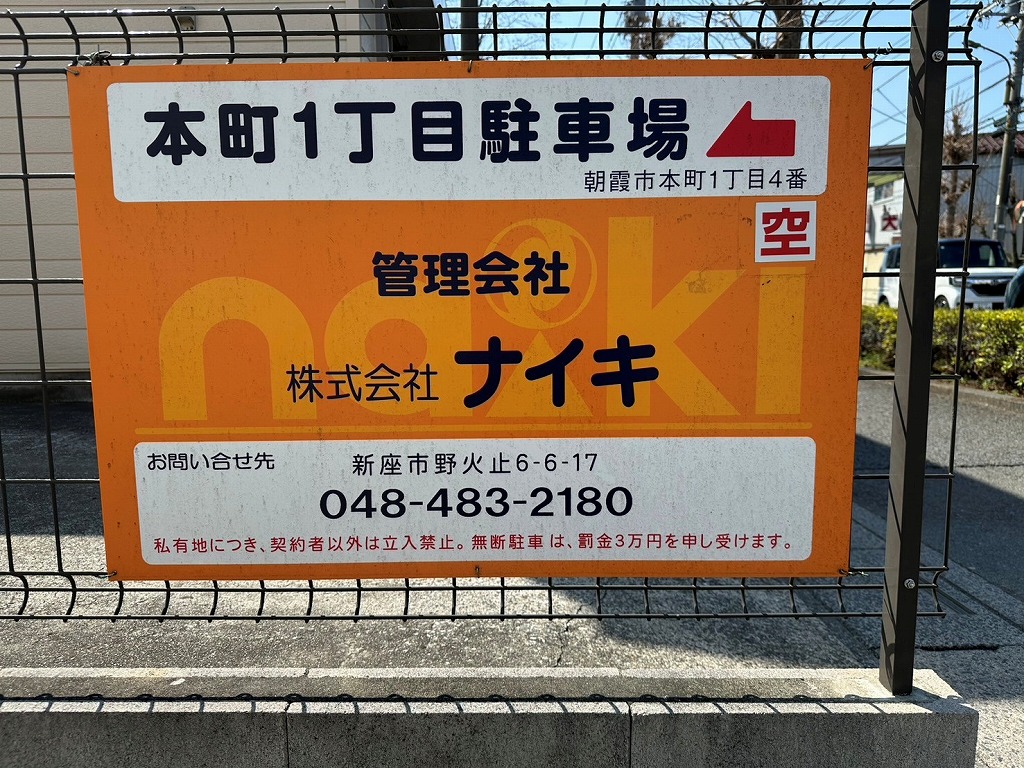 本町1丁目駐車場
朝霞市本町1丁目4番
空
naiki
管理会社
株式会社 ナイキ
お問い合せ先 新座市野火止6-6-17
048-483-2180
私有地につき、契約者以外は立入禁止。無断駐車は、罰金3万円を申し受けます。